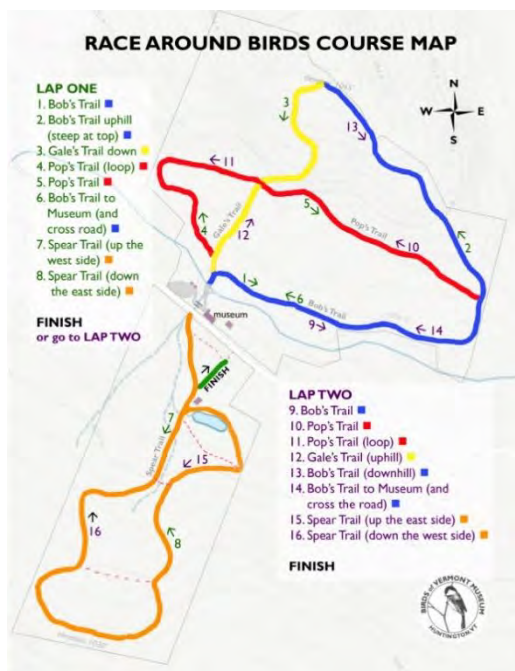 RACE AROUND BIRDS COURSE MAP
LAP ONE
1. Bob's Trail
2. Bob's Trail uphill
(steep at top)
3. Gale's Trail down
4. Pop's Trail (loop)
5. Pop's Trail
6. Bob's Trail to
Museum (and
cross road)
7. Spear Trail (up the
west side)
8. Spear Trail (down
the east side)
FINISH
or go to LAP TWO
N
W
E
S
3
13
11
5
Pop's Trail
10
2
4
Gale's Trail
12
1
6
Bob's Trail
9
14
museum
FINISH
7
Spear Trail
15
16
8
LAP TWO
9. Bob's Trail
10. Pop's Trail
11. Pop's Trail (loop)
12. Gale's Trail (uphill)
13. Bob's Trail (downhill)
14. Bob's Trail to Museum (and
cross the road)
15. Spear Trail (up the east side)
16. Spear Trail (down the west side)
FINISH
BIRDS of VERMONT MUSEUM
HUNTINGTON, VT